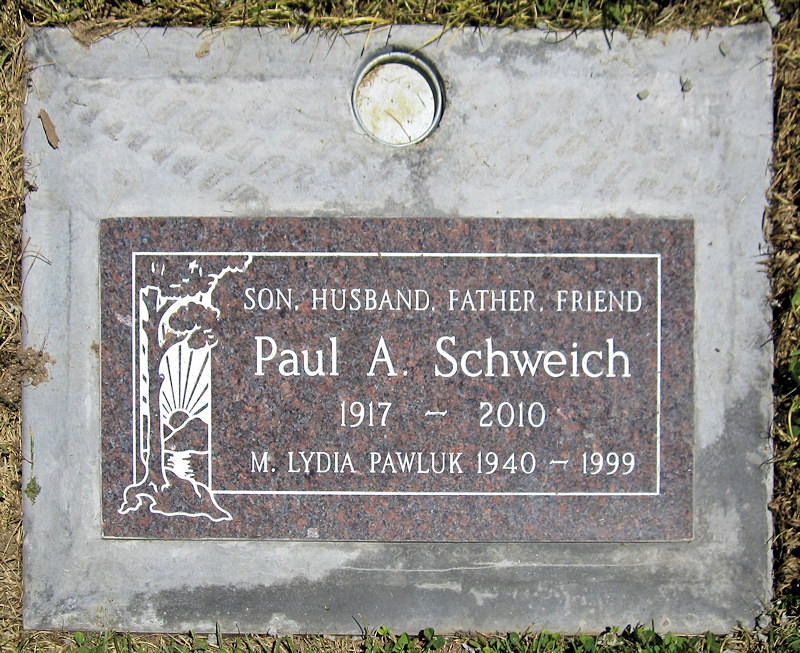 SON, HUSBAND, FATHER, FRIEND
Paul A. Schweich
1917 – 2010
M. LYDIA PAWLUK 1940 – 1999